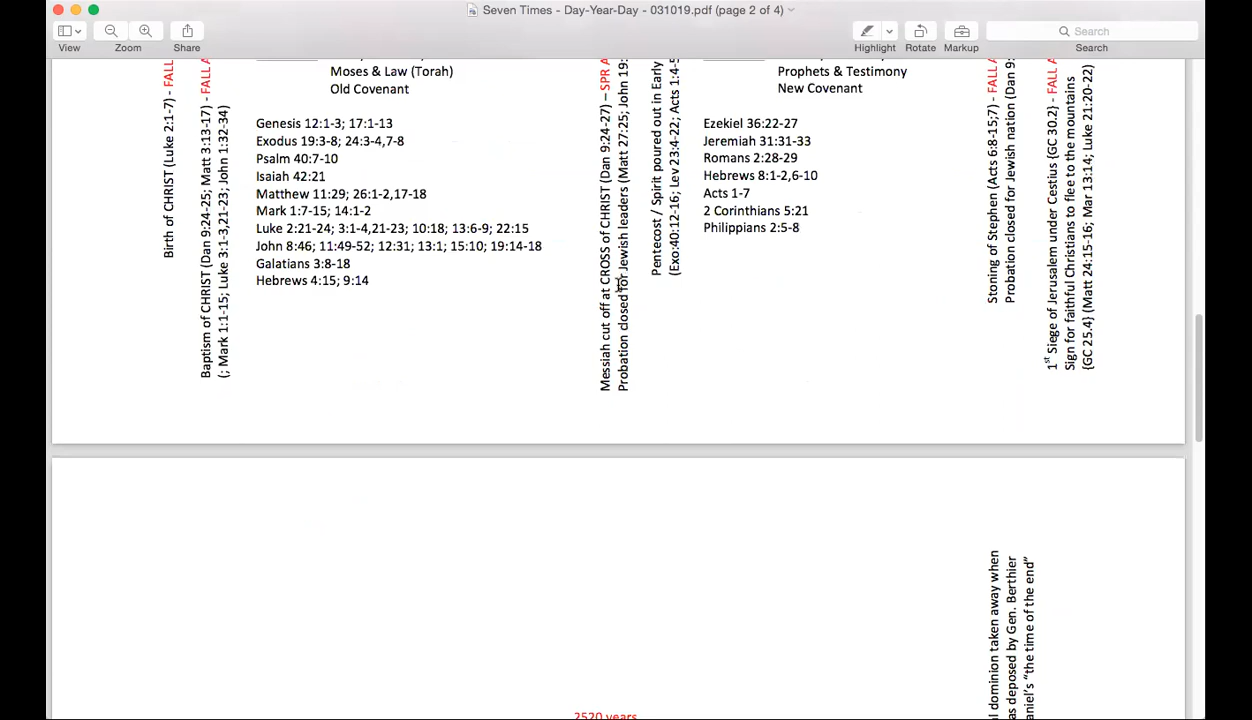 Seven Times - Day-Year-Day - 031019.pdf (page 2 of 4)
View
Zoom
Share
Highlight
Rotate
Markup
Search
Search
Birth of CHRIST (Luke 2:1-7) - FALL
Baptism of CHRIST (Dan 9:24-25; Matt 3:13-17) - FALL A
(; Mark 1:1-15; Luke 3:1-3,21-23; John 1:32-34)
Moses & Law (Torah)
Old Covenant
Genesis 12:1-3; 17:1-13
Exodus 19:3-8; 24:3-4,7-8
Psalm 40:7-10
Isaiah 42:21
Matthew 11:29; 26:1-2,17-18
Mark 1:7-15; 14:1-2
Luke 2:21-24; 3:1-4,21-23; 10:18; 13:6-9; 22:15
John 8:46; 11:49-52; 12:31; 13:1; 15:10; 19:14-18
Galatians 3:8-18
Hebrews 4:15; 9:14
Messiah cut off at CROSS of CHRIST (Dan 9:24-27) – SPR A
Probation closed for Jewish leaders (Matt 27:25; John 19:
Pentecost / Spirit poured out in Early
(Exo:40:12-16; Lev 23:4-22; Acts 1:4-5
Prophets & Testimony
New Covenant
Ezekiel 36:22-27
Jeremiah 31:31-33
Romans 2:28-29
Hebrews 8:1-2,6-10
Acts 1-7
2 Corinthians 5:21
Philippians 2:5-8
Stoning of Stephen (Acts 6:8-15;7) - FALL A
Probation closed for Jewish nation (Dan 9:
1st Siege of Jerusalem under Cestius {GC 30.2} - FALL
Sign for faithful Christians to flee to the mountains
{GC 25.4} (Matt 24:15-16; Mar 13:14; Luke 21:20-22)
2520 years
al dominion taken away when
as deposed by Gen. Berthier
aniel's "the time of the end"